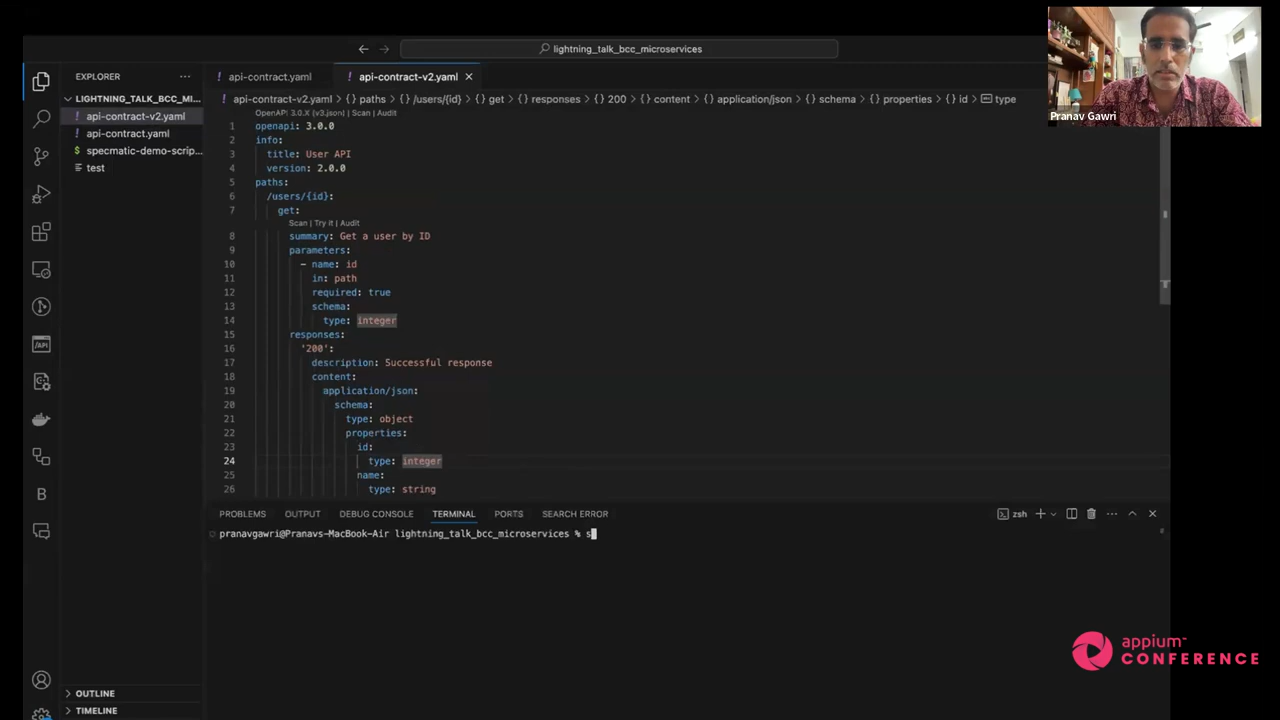 lightning_talk_bcc_microservices
Pranav Gawri
EXPLORER
LIGHTNING_TALK_BCC_MI...
api-contract-v2.yaml
api-contract.yaml
specmatic-demo-scrip...
test
OUTLINE
TIMELINE
api-contract.yaml
api-contract-v2.yaml
api-contract-v2.yaml > {} paths > {} /users/{id} > {} get > {} responses > {} 200 > {} content > {} application/json > {} schema > {} properties > {} id > type
OpenAPI: 3.0.X (v3.json) | Scan | Audit
1 openapi: 3.0.0
2 info:
3 title: User API
4 version: 2.0.0
5 paths:
6 /users/{id}:
7 get:
Scan | Try it | Audit
8 summary: Get a user by ID
9 parameters:
10 - name: id
11 in: path
12 required: true
13 schema:
14 type: integer
15 responses:
16 '200':
17 description: Successful response
18 content:
19 application/json:
20 schema:
21 type: object
22 properties:
23 id:
24 type: integer
25 name:
26 type: string
PROBLEMS OUTPUT DEBUG CONSOLE TERMINAL PORTS SEARCH ERROR
zsh
pranavgawri@Pranavs-MacBook-Air lightning_talk_bcc_microservices % s
appium
CONFERENCE